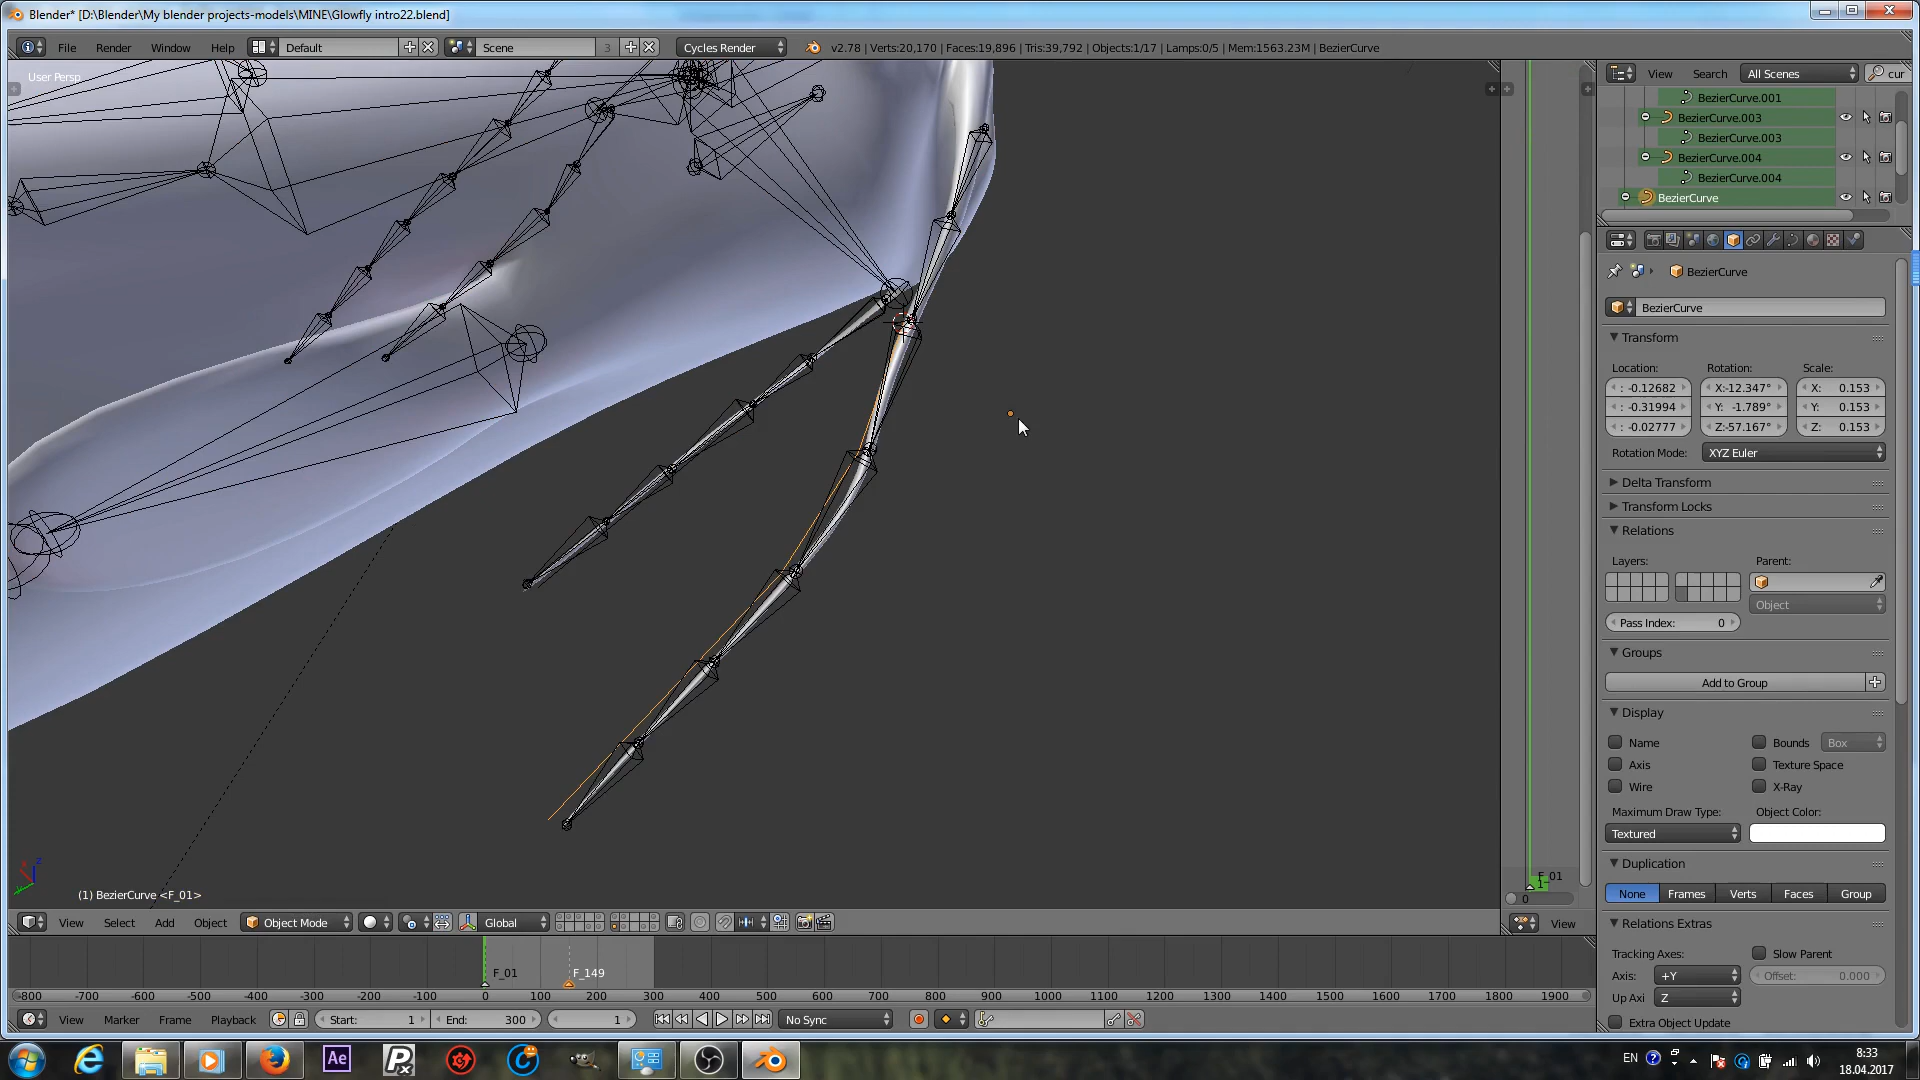 Blender* [D:\Blender\My blender projects-models\MINE\Glowfly intro22.blend]
File Render Window Help Default Scene 3 Cycles Render v2.78 | Verts:20,170 | Faces:19,896 | Tris:39,792 | Objects:1/17 | Lamps:0/5 | Mem:1563.23M | BezierCurve
User Persp
View Search All Scenes cur
BezierCurve.001
BezierCurve.003
BezierCurve.003
BezierCurve.004
BezierCurve.004
BezierCurve
BezierCurve
BezierCurve
Transform
Location: Rotation: Scale:
: -0.12682 X:-12.347° X: 0.153
: -0.31994 Y: -1.789° Y: 0.153
: -0.02777 Z:-57.167° Z: 0.153
Rotation Mode: XYZ Euler
Delta Transform
Transform Locks
Relations
Layers: Parent:
Object
Pass Index: 0
Groups
Add to Group
Display
Name Bounds Box
Axis Texture Space
Wire X-Ray
Maximum Draw Type: Object Color:
Textured
Duplication
None Frames Verts Faces Group
Relations Extras
Tracking Axes: Slow Parent
Axis: +Y Offset: 0.000
Up Axi Z
Extra Object Update
(1) BezierCurve <F_01>
F_01
1
0
View Select Add Object Object Mode Global View
F_01 F_149
-800 -700 -600 -500 -400 -300 -200 -100 0 100 200 300 400 500 600 700 800 900 1000 1100 1200 1300 1400 1500 1600 1700 1800 1900
View Marker Frame Playback Start: 1 End: 300 1 No Sync
Ae P EN 8:33
18.04.2017